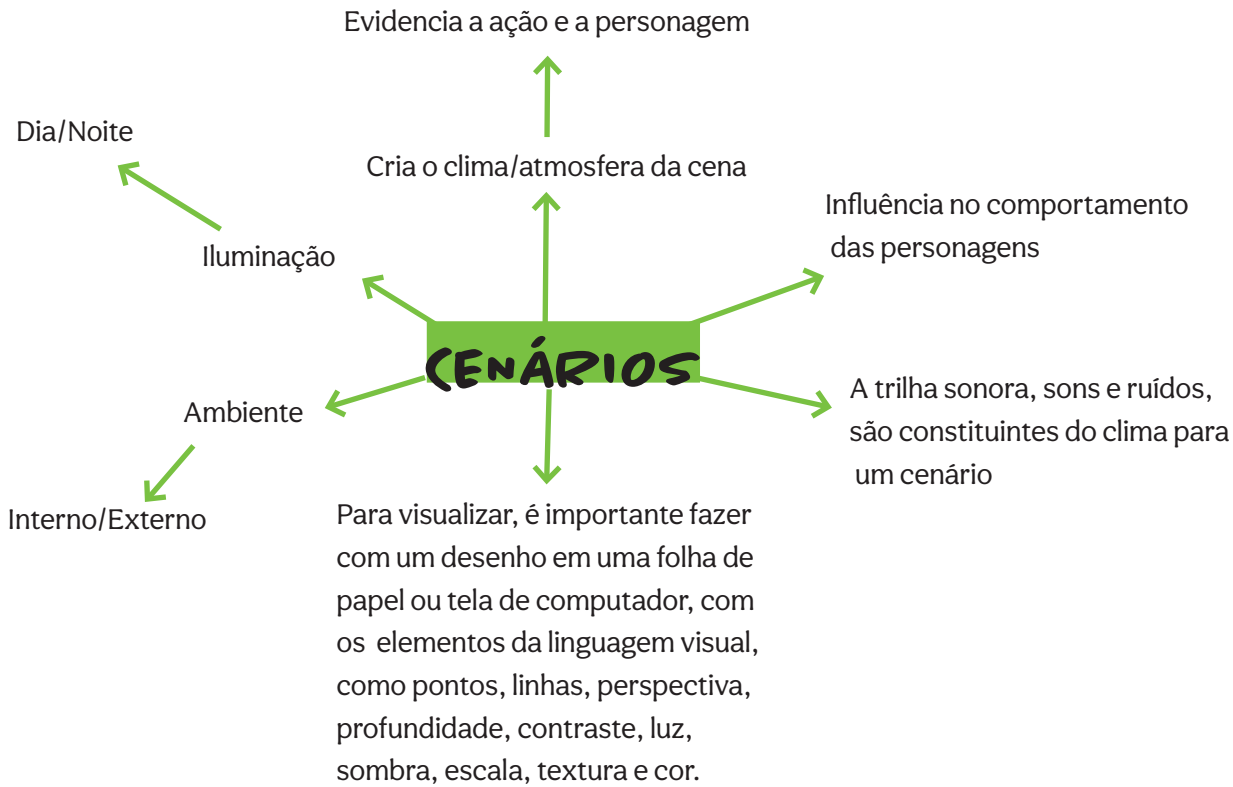 Evidencia a ação e a personagem
Dia/Noite
Cria o clima/atmosfera da cena
Influência no comportamento
das personagens
Iluminação
CENÁRIOS
Ambiente
A trilha sonora, sons e ruídos,
são constituintes do clima para
um cenário
Interno/Externo
Para visualizar, é importante fazer
com um desenho em uma folha de
papel ou tela de computador, com
os elementos da linguagem visual,
como pontos, linhas, perspectiva,
profundidade, contraste, luz,
sombra, escala, textura e cor.